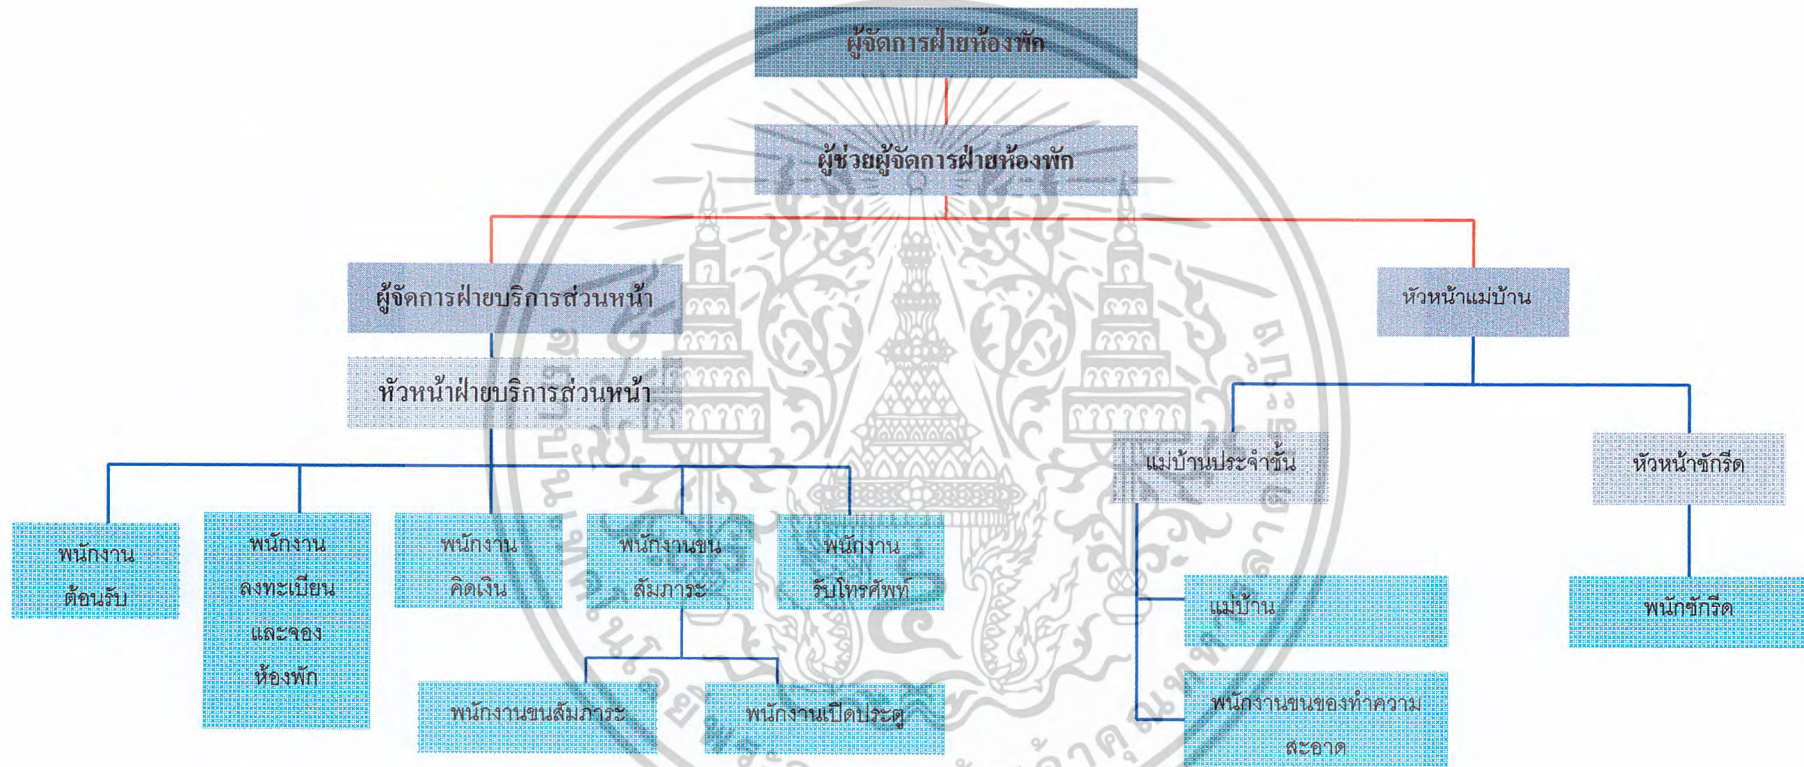 ผู้จัดการฝ่ายห้องพัก
ผู้ช่วยผู้จัดการฝ่ายห้องพัก
ผู้จัดการฝ่ายบริการส่วนหน้า
หัวหน้าแม่บ้าน
หัวหน้าฝ่ายบริการส่วนหน้า
แม่บ้านประจำชั้น
หัวหน้าซักรีด
พนักงาน
ต้อนรับ
พนักงาน
ลงทะเบียน
และจอง
ห้องพัก
พนักงาน
คิดเงิน
พนักงานขน
สัมภาระ
พนักงาน
รับโทรศัพท์
แม่บ้าน
พนักซักรีด
พนักงานขนสัมภาระ
พนักงานเปิดประตู
พนักงานขนของทำความ
สะอาด